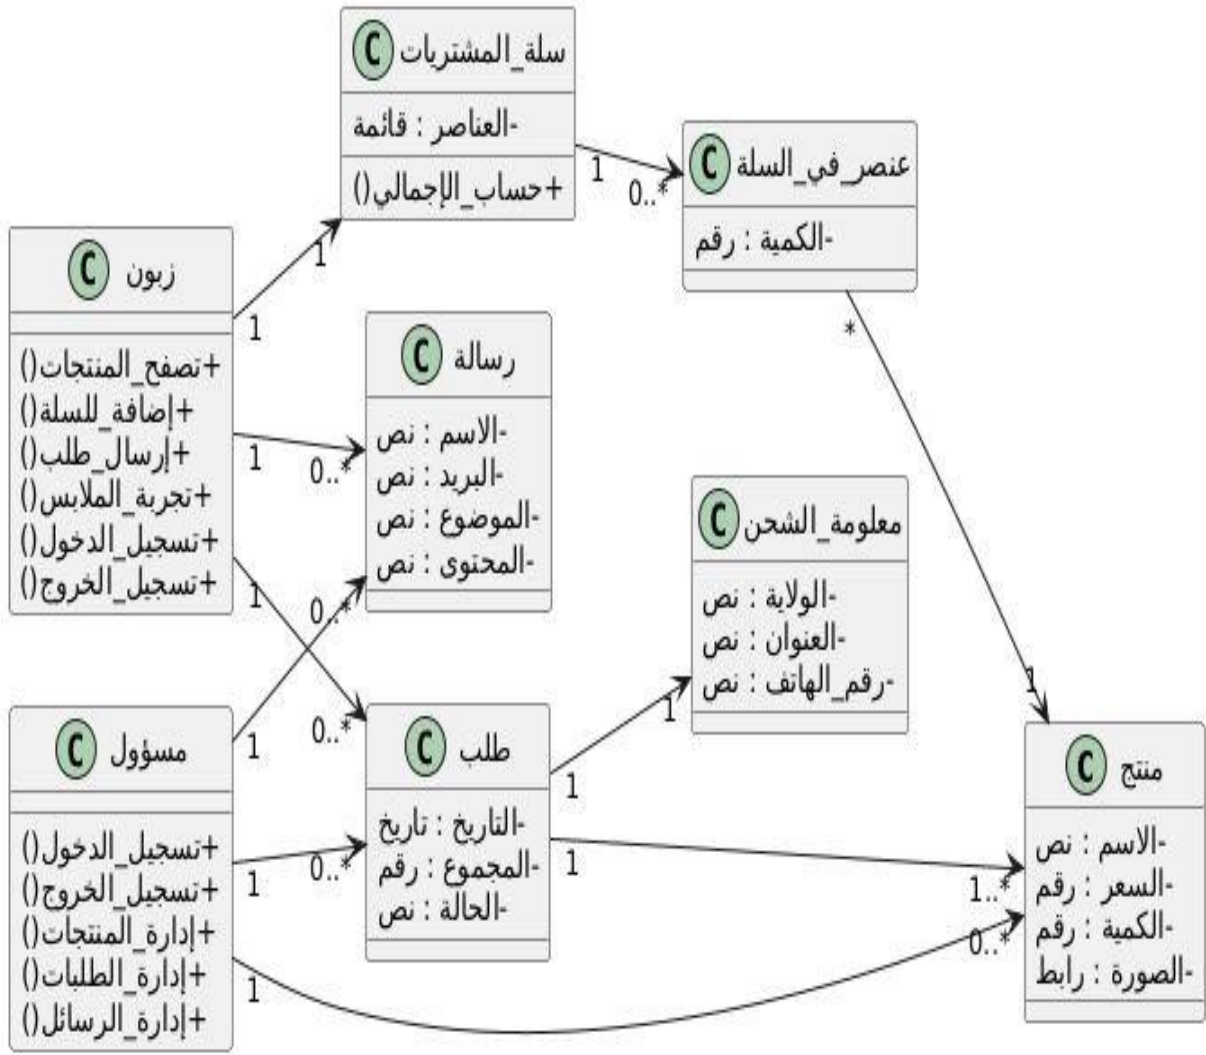 C سلة_المشتريات
-العناصر : قائمة
+حساب_الإجمالي()
1
1
1
0..*
C عنصر_في_السلة
-الكمية : رقم
*
1
C زبون
+تصفح_المنتجات()
+إضافة_للسلة()
+إرسال_طلب()
+تجربة_الملابس()
+تسجيل_الدخول()
+تسجيل_الخروج()
1
0..*
1
0..*
C رسالة
-الاسم : نص
-البريد : نص
-الموضوع : نص
-المحتوى : نص
0..*
1
C معلومة_الشحن
-الولاية : نص
-العنوان : نص
-رقم_الهاتف : نص
1
1
C مسؤول
+تسجيل_الدخول()
+تسجيل_الخروج()
+إدارة_المنتجات()
+إدارة_الطلبات()
+إدارة_الرسائل()
1
0..*
1
0..*
C طلب
-التاريخ : تاريخ
-المجموع : رقم
-الحالة : نص
1
1..*
C منتج
-الاسم : نص
-السعر : رقم
-الكمية : رقم
-الصورة : رابط